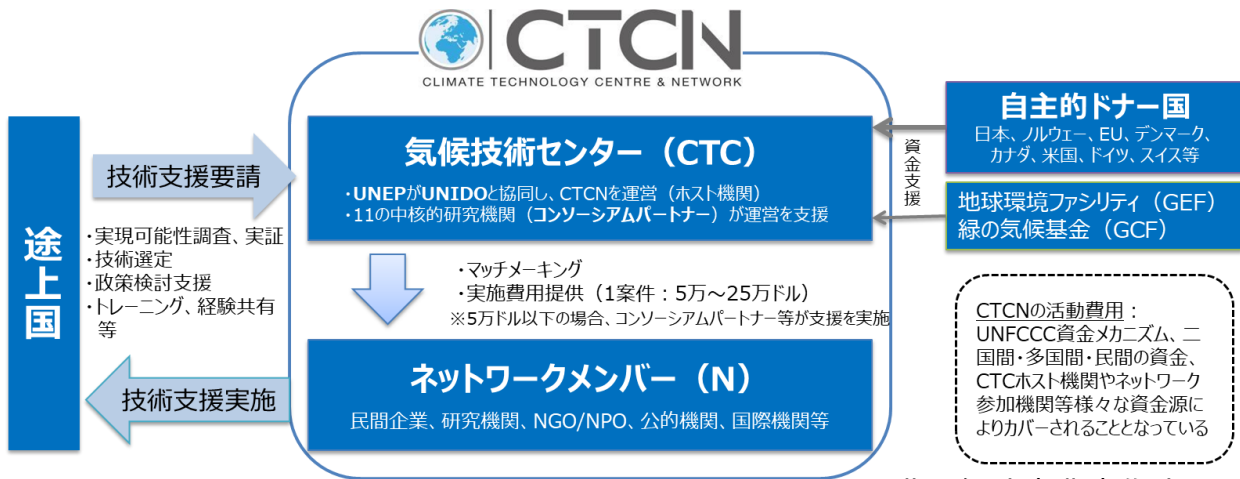 CTCN
CLIMATE TECHNOLOGY CENTRE & NETWORK
途上国
技術支援要請
・実現可能性調査、実証
・技術選定
・政策検討支援
・トレーニング、経験共有
等
技術支援実施
気候技術センター（CTC）
・UNEPがUNIDOと協同し、CTCNを運営（ホスト機関）
・11の中核的研究機関（コンソーシアムパートナー）が運営を支援
・マッチメーキング
・実施費用提供（1案件：5万～25万ドル）
※5万ドル以下の場合、コンソーシアムパートナー等が支援を実施
ネットワークメンバー（N）
民間企業、研究機関、NGO/NPO、公的機関、国際機関等
資金支援
自主的ドナー国
日本、ノルウェー、EU、デンマーク、
カナダ、米国、ドイツ、スイス等
地球環境ファシリティ（GEF）
緑の気候基金（GCF）
CTCNの活動費用：
UNFCCC資金メカニズム、二
国間・多国間・民間の資金、
CTCホスト機関やネットワーク
参加機関等様々な資金源に
よりカバーされることとなっている